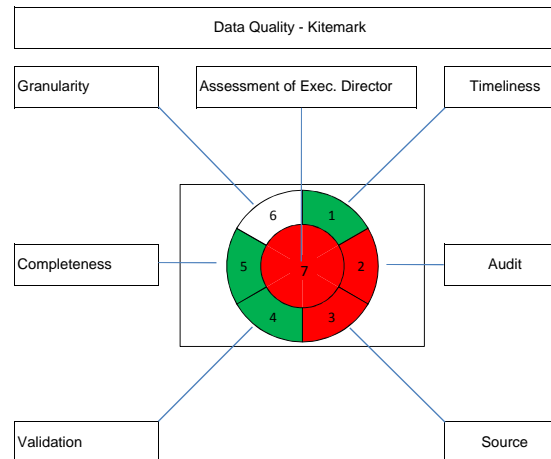 Data Quality - Kitemark
Granularity
Assessment of Exec. Director
Timeliness
6
1
Completeness
5
7
2
Audit
4
3
Validation
Source